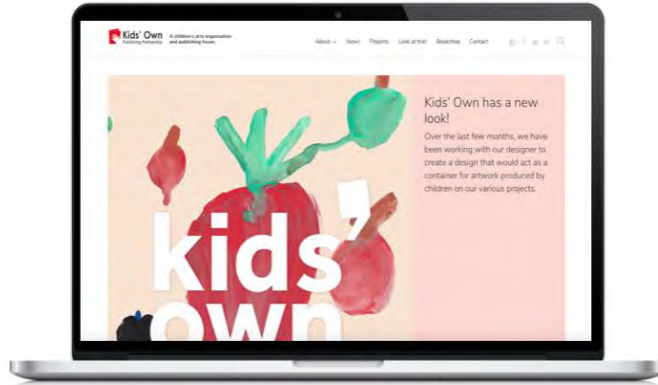 Kids' Own
Publishing Partnership
A children's arts organisation
and publishing house.
About News! Projects Look at this! Bookshop Contact
Kids' Own has a new
look!
Over the last few months, we have
been working with our designer to
create a design that would act as a
container for artwork produced by
children on our various projects.
kids'
own